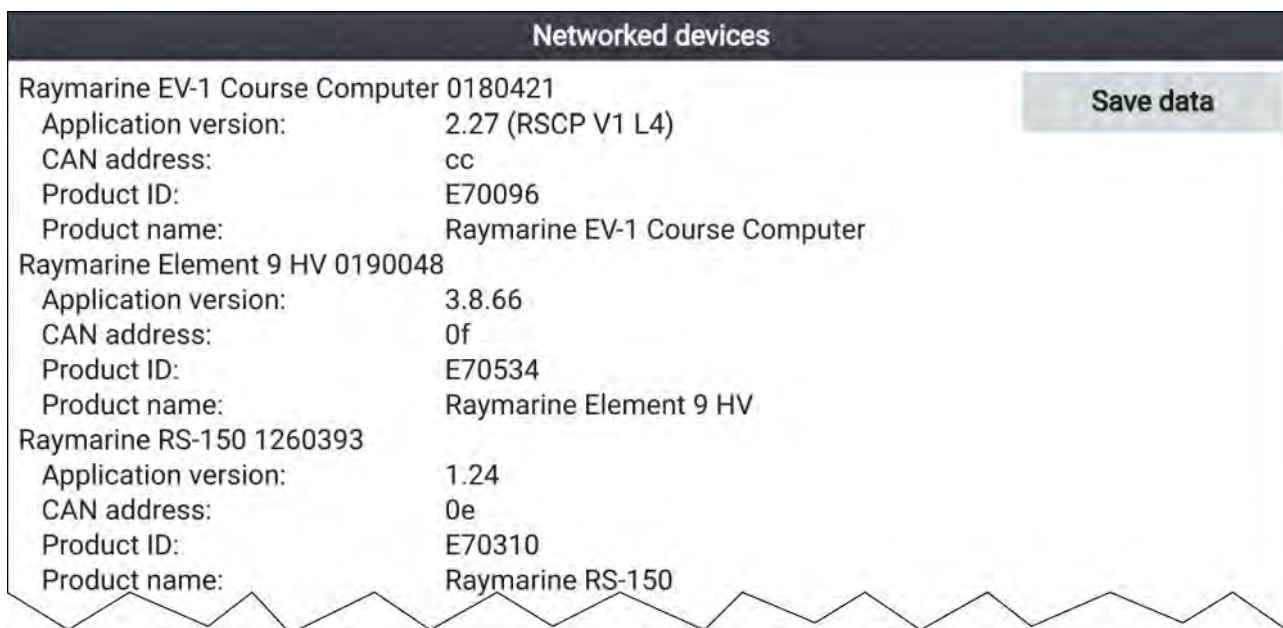 Networked devices
Raymarine EV-1 Course Computer 0180421
Save data
Application version: 2.27 (RSCP V1 L4)
CAN address: cc
Product ID: E70096
Product name: Raymarine EV-1 Course Computer
Raymarine Element 9 HV 0190048
Application version: 3.8.66
CAN address: 0f
Product ID: E70534
Product name: Raymarine Element 9 HV
Raymarine RS-150 1260393
Application version: 1.24
CAN address: 0e
Product ID: E70310
Product name: Raymarine RS-150